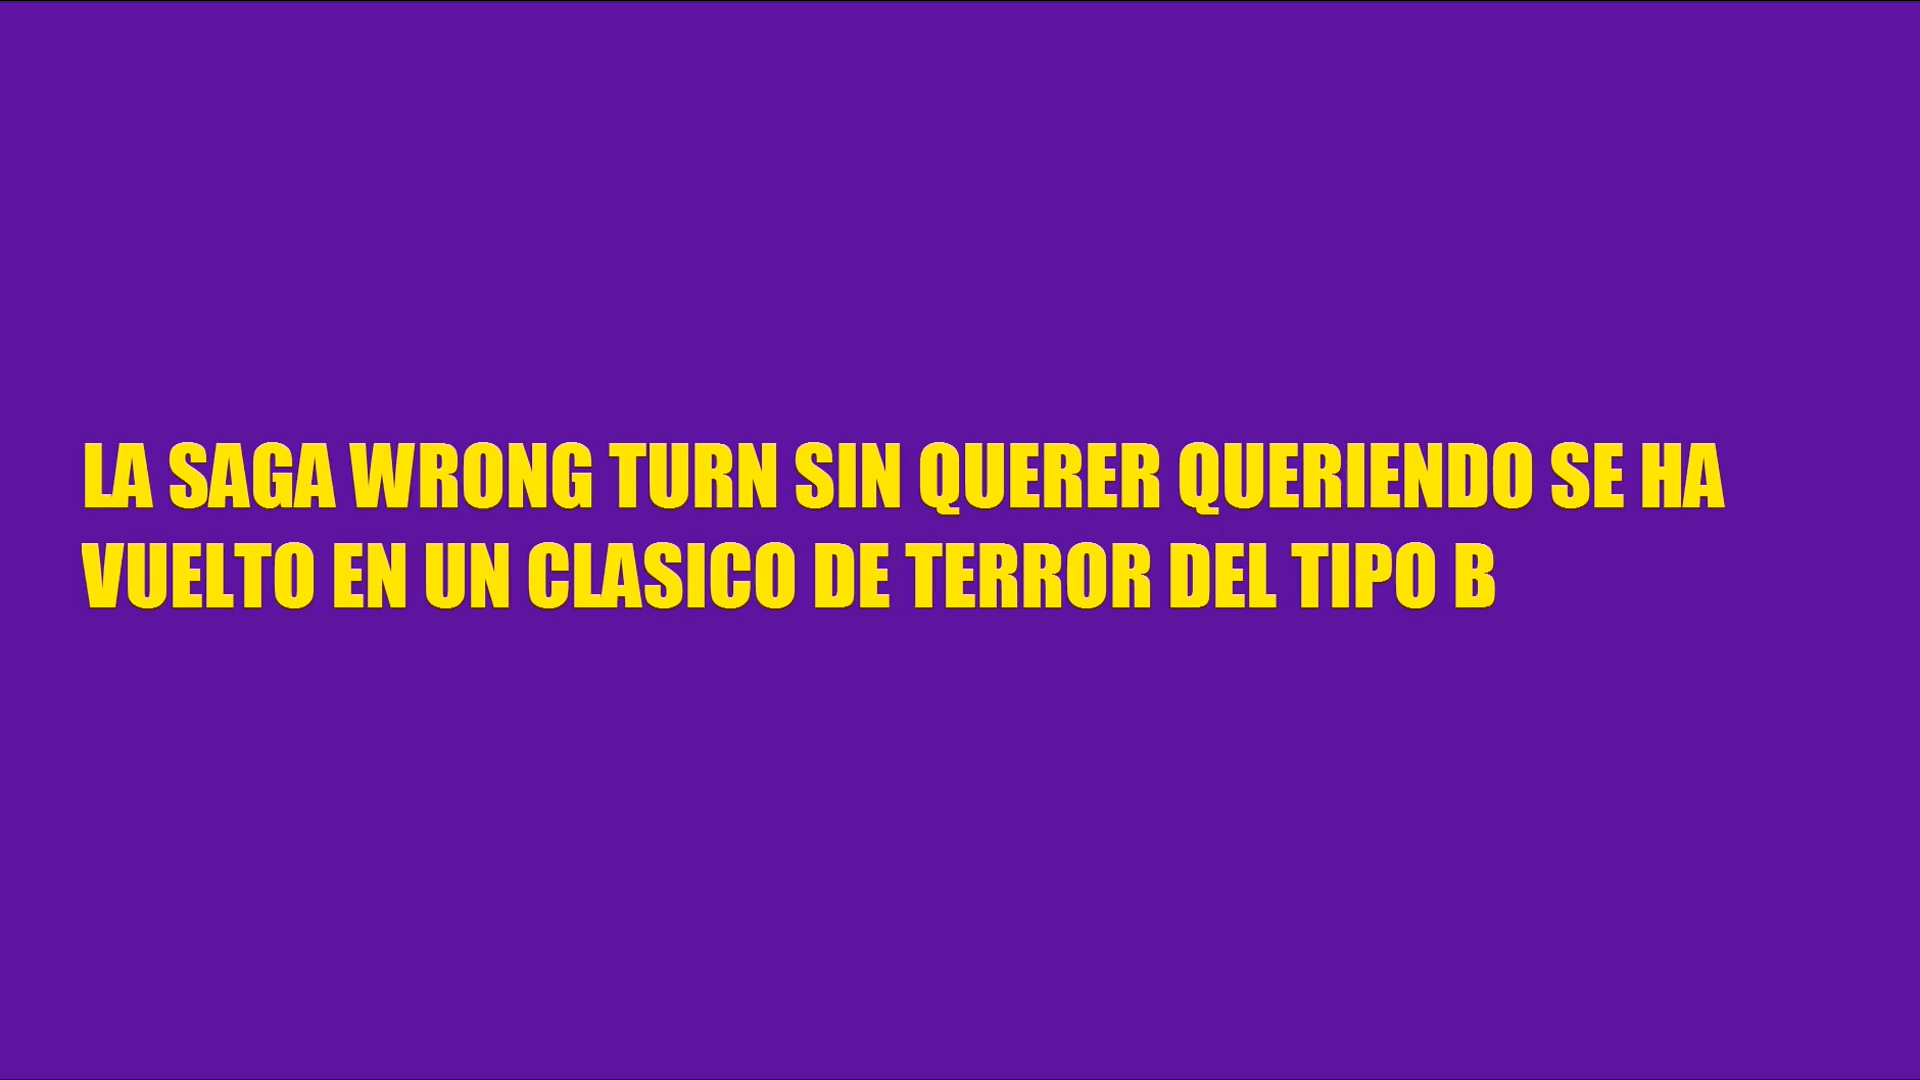 LA SAGA WRONG TURN SIN QUERER QUERIENDO SE HA
VUELTO EN UN CLASICO DE TERROR DEL TIPO B